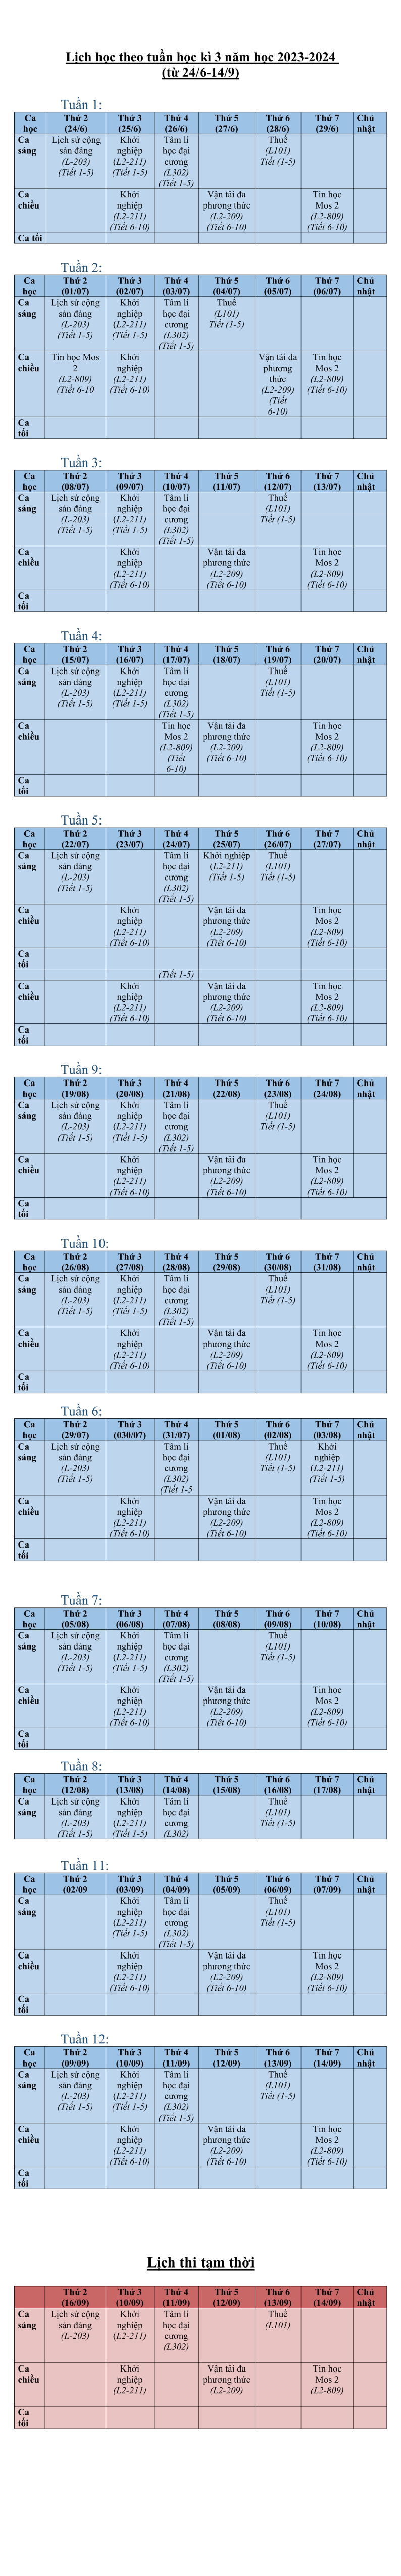 Lịch học theo tuần học kì 3 năm học 2023-2024
(từ 24/6-14/9)
Tuần 1:
Ca học Thứ 2 (24/6) Thứ 3 (25/6) Thứ 4 (26/6) Thứ 5 (27/6) Thứ 6 (28/6) Thứ 7 (29/6) Chủ nhật
Ca sáng Lịch sử cộng sản đảng (L-203) (Tiết 1-5) Khởi nghiệp (L2-211) (Tiết 1-5) Tâm lí học đại cương (L302) (Tiết 1-5) Thuế (L101) Tiết (1-5)
Ca chiều Khởi nghiệp (L2-211) (Tiết 6-10) Vận tải đa phương thức (L2-209) (Tiết 6-10) Tin học Mos 2 (L2-809) (Tiết 6-10)
Ca tối
Tuần 2:
Ca học Thứ 2 (01/07) Thứ 3 (02/07) Thứ 4 (03/07) Thứ 5 (04/07) Thứ 6 (05/07) Thứ 7 (06/07) Chủ nhật
Ca sáng Lịch sử cộng sản đảng (L-203) (Tiết 1-5) Khởi nghiệp (L2-211) (Tiết 1-5) Tâm lí học đại cương (L302) (Tiết 1-5) Thuế (L101) Tiết (1-5)
Ca chiều Tin học Mos 2 (L2-809) (Tiết 6-10 Khởi nghiệp (L2-211) (Tiết 6-10) Vận tải đa phương thức (L2-209) (Tiết 6-10) Tin học Mos 2 (L2-809) (Tiết 6-10)
Ca tối
Tuần 3:
Ca học Thứ 2 (08/07) Thứ 3 (09/07) Thứ 4 (10/07) Thứ 5 (11/07) Thứ 6 (12/07) Thứ 7 (13/07) Chủ nhật
Ca sáng Lịch sử cộng sản đảng (L-203) (Tiết 1-5) Khởi nghiệp (L2-211) (Tiết 1-5) Tâm lí học đại cương (L302) (Tiết 1-5) Thuế (L101) Tiết (1-5)
Ca chiều Khởi nghiệp (L2-211) (Tiết 6-10) Vận tải đa phương thức (L2-209) (Tiết 6-10) Tin học Mos 2 (L2-809) (Tiết 6-10)
Ca tối
Tuần 4:
Ca học Thứ 2 (15/07) Thứ 3 (16/07) Thứ 4 (17/07) Thứ 5 (18/07) Thứ 6 (19/07) Thứ 7 (20/07) Chủ nhật
Ca sáng Lịch sử cộng sản đảng (L-203) (Tiết 1-5) Khởi nghiệp (L2-211) (Tiết 1-5) Tâm lí học đại cương (L302) (Tiết 1-5) Thuế (L101) Tiết (1-5)
Ca chiều Tin học Mos 2 (L2-809) (Tiết 6-10) Vận tải đa phương thức (L2-209) (Tiết 6-10) Tin học Mos 2 (L2-809) (Tiết 6-10)
Ca tối
Tuần 5:
Ca học Thứ 2 (22/07) Thứ 3 (23/07) Thứ 4 (24/07) Thứ 5 (25/07) Thứ 6 (26/07) Thứ 7 (27/07) Chủ nhật
Ca sáng Lịch sử cộng sản đảng (L-203) (Tiết 1-5) Tâm lí học đại cương (L302) (Tiết 1-5) Khởi nghiệp (L2-211) (Tiết 1-5) Thuế (L101) Tiết (1-5)
Ca chiều Khởi nghiệp (L2-211) (Tiết 6-10) Vận tải đa phương thức (L2-209) (Tiết 6-10) Tin học Mos 2 (L2-809) (Tiết 6-10)
Ca tối
(Tiết 1-5)
Ca chiều Khởi nghiệp (L2-211) (Tiết 6-10) Vận tải đa phương thức (L2-209) (Tiết 6-10) Tin học Mos 2 (L2-809) (Tiết 6-10)
Ca tối
Tuần 9:
Ca học Thứ 2 (19/08) Thứ 3 (20/08) Thứ 4 (21/08) Thứ 5 (22/08) Thứ 6 (23/08) Thứ 7 (24/08) Chủ nhật
Ca sáng Lịch sử cộng sản đảng (L-203) (Tiết 1-5) Khởi nghiệp (L2-211) (Tiết 1-5) Tâm lí học đại cương (L302) (Tiết 1-5) Thuế (L101) Tiết (1-5)
Ca chiều Khởi nghiệp (L2-211) (Tiết 6-10) Vận tải đa phương thức (L2-209) (Tiết 6-10) Tin học Mos 2 (L2-809) (Tiết 6-10)
Ca tối
Tuần 10:
Ca học Thứ 2 (26/08) Thứ 3 (27/08) Thứ 4 (28/08) Thứ 5 (29/08) Thứ 6 (30/08) Thứ 7 (31/08) Chủ nhật
Ca sáng Lịch sử cộng sản đảng (L-203) (Tiết 1-5) Khởi nghiệp (L2-211) (Tiết 1-5) Tâm lí học đại cương (L302) (Tiết 1-5) Thuế (L101) Tiết (1-5)
Ca chiều Khởi nghiệp (L2-211) (Tiết 6-10) Vận tải đa phương thức (L2-209) (Tiết 6-10) Tin học Mos 2 (L2-809) (Tiết 6-10)
Ca tối
Tuần 6:
Ca học Thứ 2 (29/07) Thứ 3 (030/07) Thứ 4 (31/07) Thứ 5 (01/08) Thứ 6 (02/08) Thứ 7 (03/08) Chủ nhật
Ca sáng Lịch sử cộng sản đảng (L-203) (Tiết 1-5) Tâm lí học đại cương (L302) (Tiết 1-5 Thuế (L101) Tiết (1-5) Khởi nghiệp (L2-211) (Tiết 1-5)
Ca chiều Khởi nghiệp (L2-211) (Tiết 6-10) Vận tải đa phương thức (L2-209) (Tiết 6-10) Tin học Mos 2 (L2-809) (Tiết 6-10)
Ca tối
Tuần 7:
Ca học Thứ 2 (05/08) Thứ 3 (06/08) Thứ 4 (07/08) Thứ 5 (08/08) Thứ 6 (09/08) Thứ 7 (10/08) Chủ nhật
Ca sáng Lịch sử cộng sản đảng (L-203) (Tiết 1-5) Khởi nghiệp (L2-211) (Tiết 1-5) Tâm lí học đại cương (L302) (Tiết 1-5) Thuế (L101) Tiết (1-5)
Ca chiều Khởi nghiệp (L2-211) (Tiết 6-10) Vận tải đa phương thức (L2-209) (Tiết 6-10) Tin học Mos 2 (L2-809) (Tiết 6-10)
Ca tối
Tuần 8:
Ca học Thứ 2 (12/08) Thứ 3 (13/08) Thứ 4 (14/08) Thứ 5 (15/08) Thứ 6 (16/08) Thứ 7 (17/08) Chủ nhật
Ca sáng Lịch sử cộng sản đảng (L-203) (Tiết 1-5) Khởi nghiệp (L2-211) (Tiết 1-5) Tâm lí học đại cương (L302) Thuế (L101) Tiết (1-5)
Tuần 11:
Ca học Thứ 2 (02/09 Thứ 3 (03/09) Thứ 4 (04/09) Thứ 5 (05/09) Thứ 6 (06/09) Thứ 7 (07/09) Chủ nhật
Ca sáng Khởi nghiệp (L2-211) (Tiết 1-5) Tâm lí học đại cương (L302) (Tiết 1-5) Thuế (L101) Tiết (1-5)
Ca chiều Khởi nghiệp (L2-211) (Tiết 6-10) Vận tải đa phương thức (L2-209) (Tiết 6-10) Tin học Mos 2 (L2-809) (Tiết 6-10)
Ca tối
Tuần 12:
Ca học Thứ 2 (09/09) Thứ 3 (10/09) Thứ 4 (11/09) Thứ 5 (12/09) Thứ 6 (13/09) Thứ 7 (14/09) Chủ nhật
Ca sáng Lịch sử cộng sản đảng (L-203) (Tiết 1-5) Khởi nghiệp (L2-211) (Tiết 1-5) Tâm lí học đại cương (L302) (Tiết 1-5) Thuế (L101) Tiết (1-5)
Ca chiều Khởi nghiệp (L2-211) (Tiết 6-10) Vận tải đa phương thức (L2-209) (Tiết 6-10) Tin học Mos 2 (L2-809) (Tiết 6-10)
Ca tối
Lịch thi tạm thời
Thứ 2 (16/09) Thứ 3 (10/09) Thứ 4 (11/09) Thứ 5 (12/09) Thứ 6 (13/09) Thứ 7 (14/09) Chủ nhật
Ca sáng Lịch sử cộng sản đảng (L-203) Khởi nghiệp (L2-211) Tâm lí học đại cương (L302) Thuế (L101)
Ca chiều Khởi nghiệp (L2-211) Vận tải đa phương thức (L2-209) Tin học Mos 2 (L2-809)
Ca tối